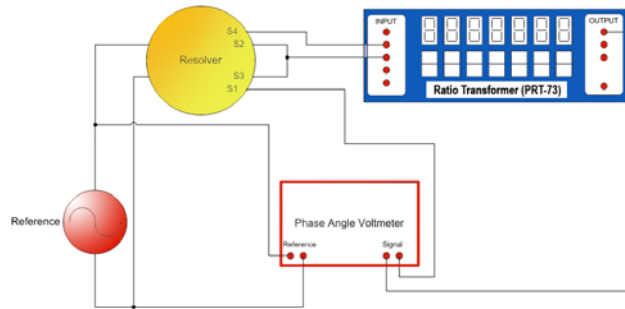 INPUT
OUTPUT
S4
S2
Resolver
S3
S1
Ratio Transformer (PRT-73)
Reference
Phase Angle Voltmeter
Reference
Signal